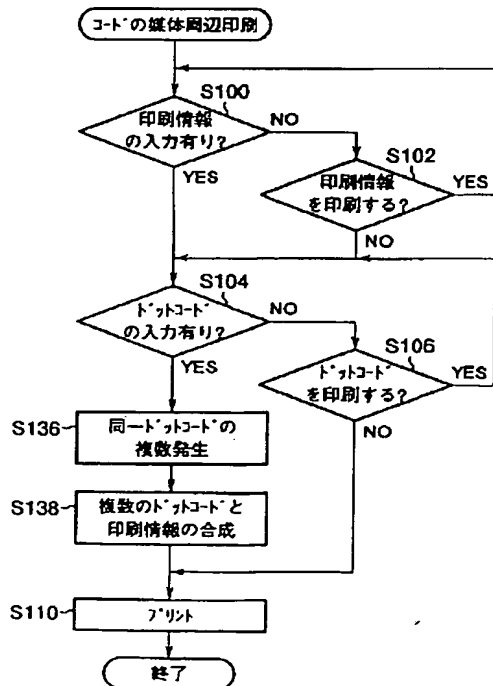 コードの媒体周辺印刷
S100
印刷情報
の入力有り?
NO
YES
S102
印刷情報
を印刷する?
YES
NO
S104
ドットコード
の入力有り?
NO
YES
S106
ドットコード
を印刷する?
YES
NO
S136
同一ドットコードの
複数発生
S138
複数のドットコードと
印刷情報の合成
S110
プリント
終了